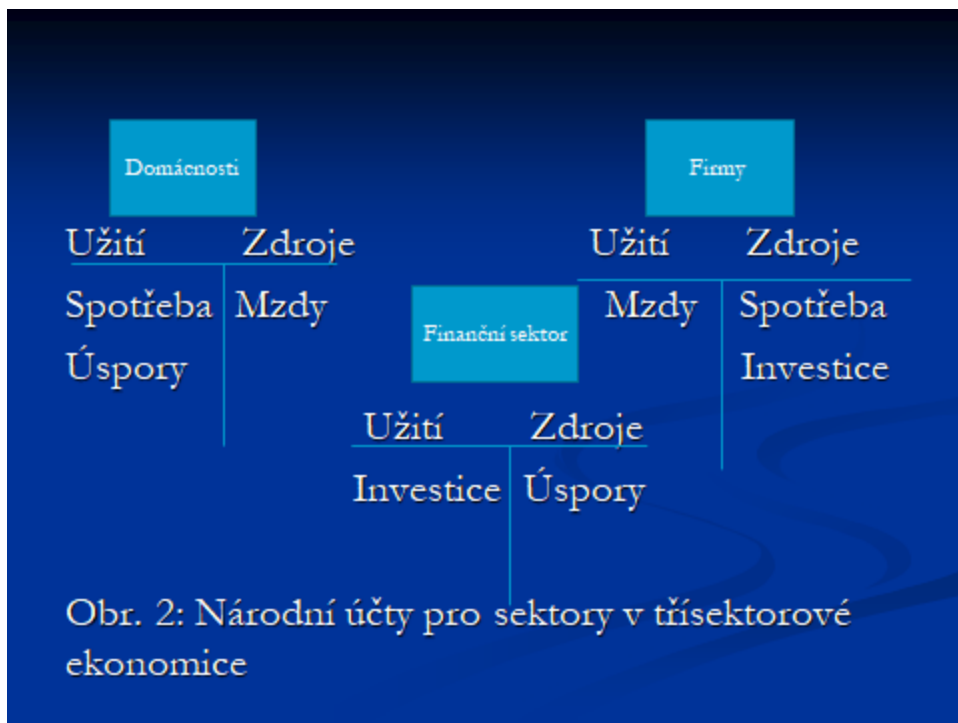 Domácnosti
Firmy
Užití Zdroje
Užití Zdroje
Spotřeba Mzdy
Mzdy Spotřeba
Finanční sektor
Úspory
Investice
Užití Zdroje
Investice Úspory
Obr. 2: Národní účty pro sektory v třísektorové
ekonomice